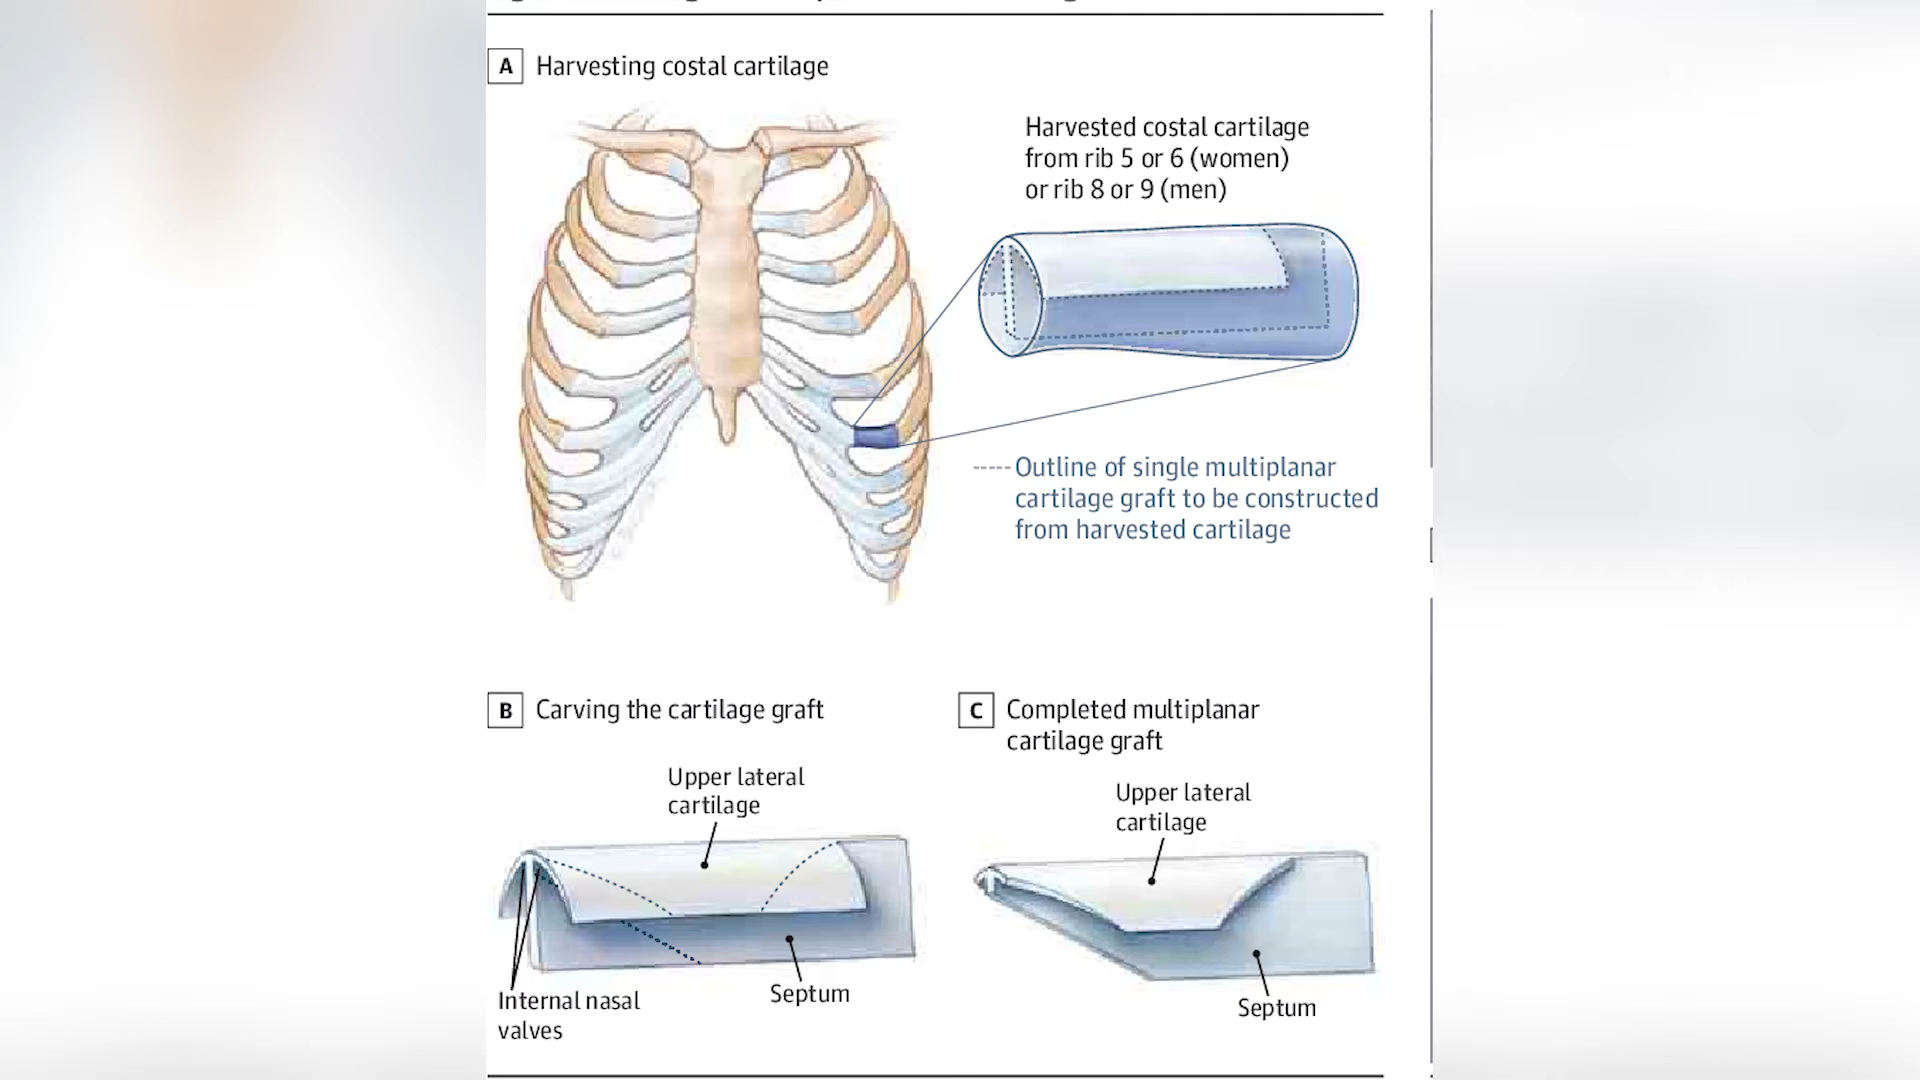 A Harvesting costal cartilage
Harvested costal cartilage
from rib 5 or 6 (women)
or rib 8 or 9 (men)
Outline of single multiplanar
cartilage graft to be constructed
from harvested cartilage
B Carving the cartilage graft
Upper lateral
cartilage
Septum
Internal nasal
valves
C Completed multiplanar
cartilage graft
Upper lateral
cartilage
Septum